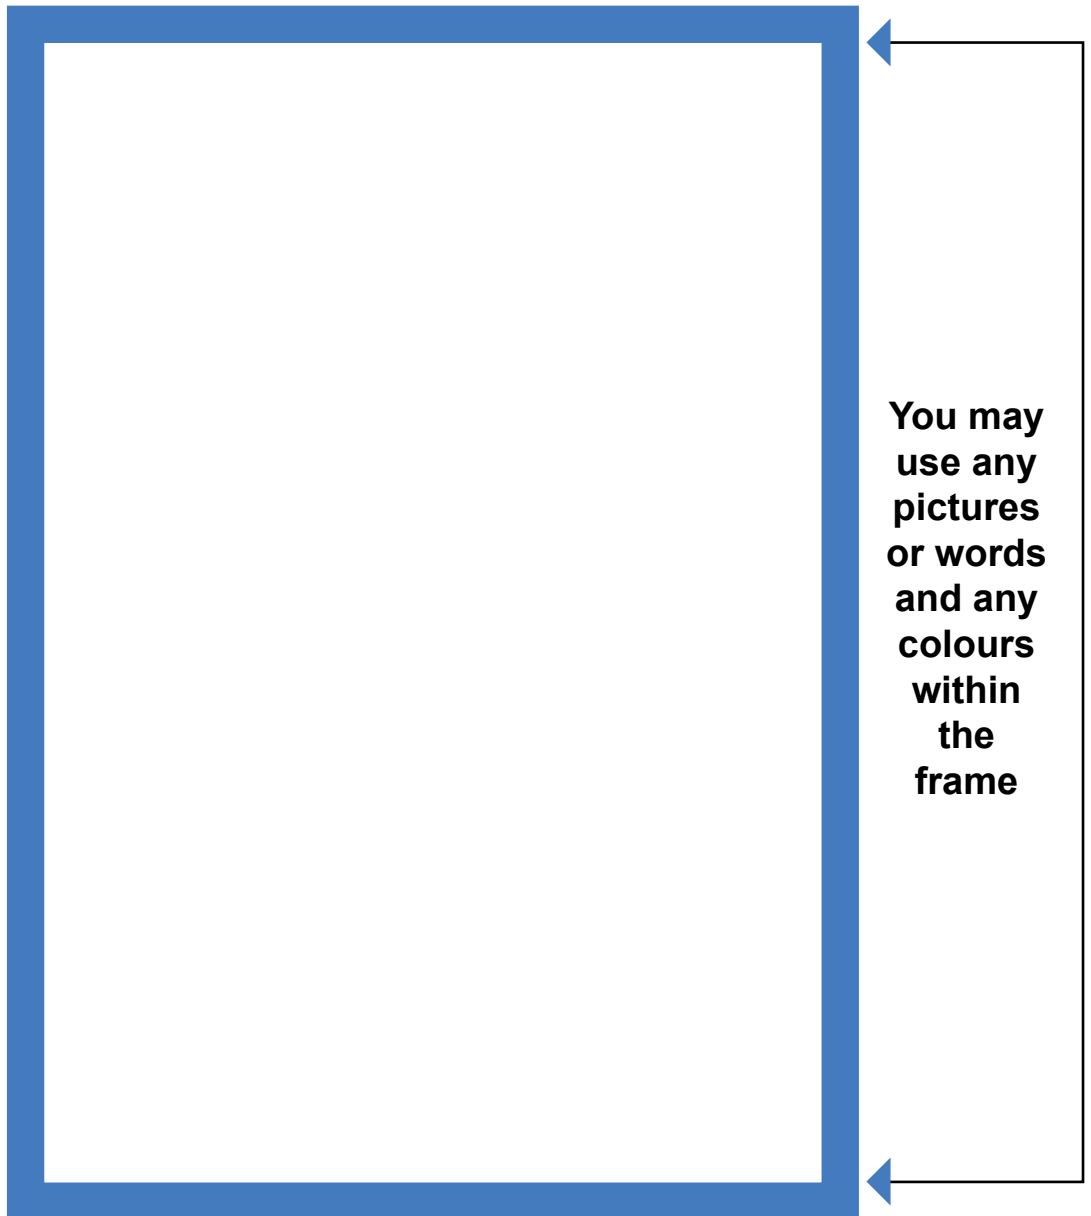 You may
use any
pictures
or words
and any
colours
within
the
frame